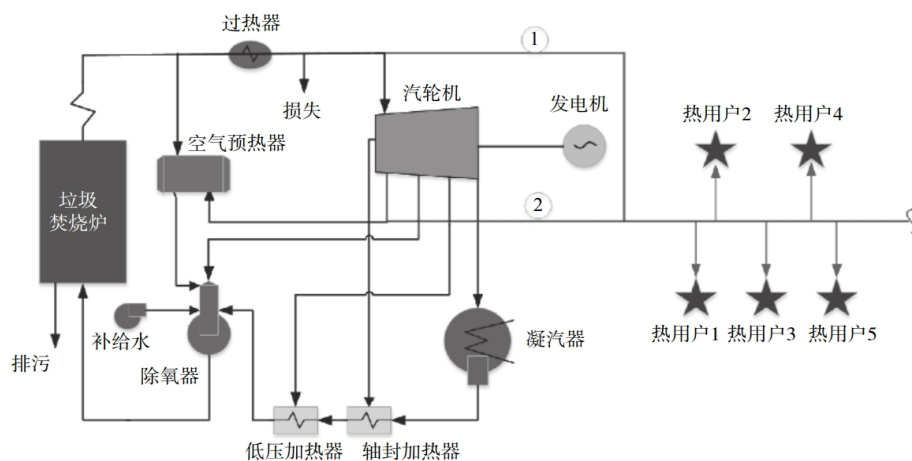 过热器
1
损失
汽轮机
发电机
热用户2
热用户4
空气预热器
垃圾
焚烧炉
2
补给水
排污
除氧器
凝汽器
热用户1
热用户3
热用户5
低压加热器
轴封加热器